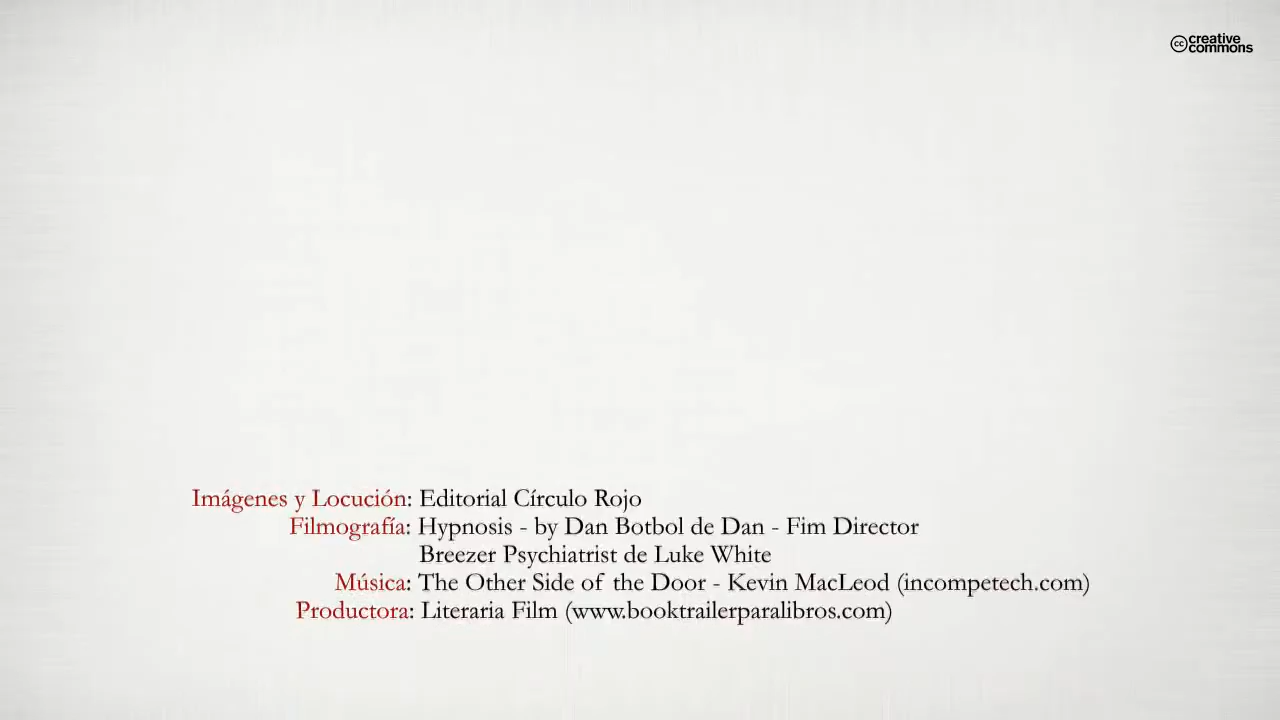 creative
commons
Imágenes y Locución: Editorial Círculo Rojo
Filmografía: Hypnosis - by Dan Botbol de Dan - Fim Director
Breezer Psychiatrist de Luke White
Música: The Other Side of the Door - Kevin MacLeod (incompetech.com)
Productora: Literaria Film (www.booktrailerparalibros.com)